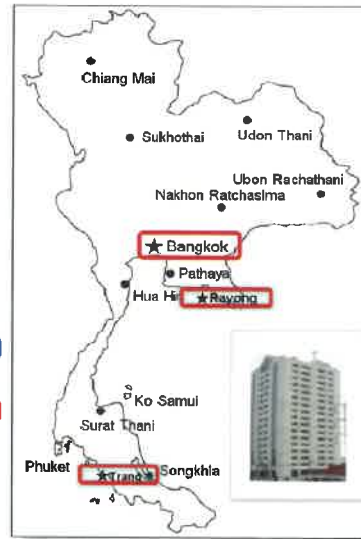 Chiang Mai
Sukhothai
Udon Thani
Ubon Rachathani
Nakhon Ratchasima
Bangkok
Pathaya
Hua Hi
Rayong
Ko Samui
Surat Thani
Phuket
Trang
Songkhla